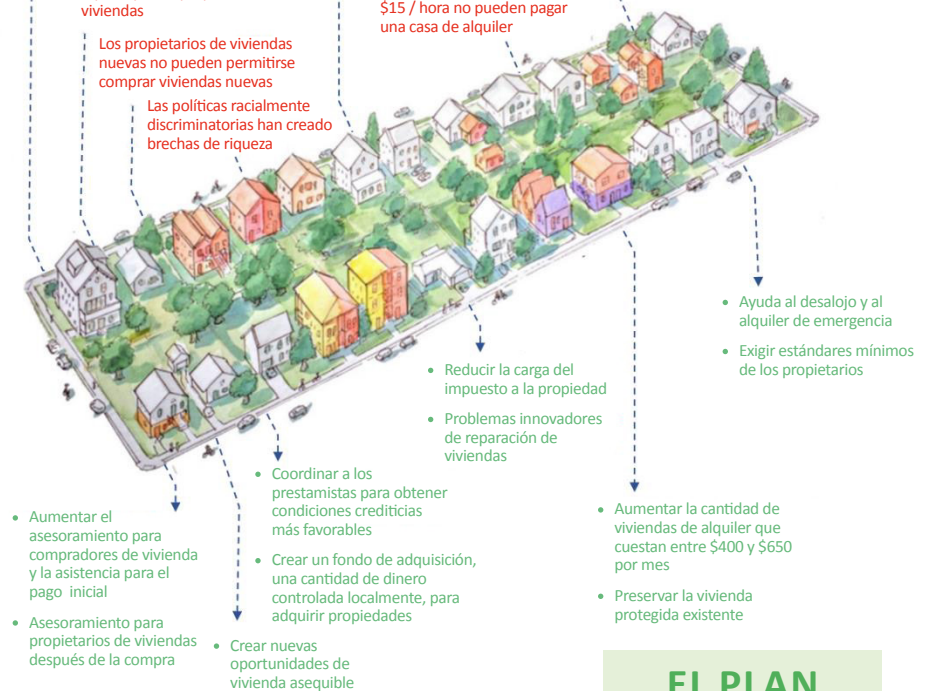 viviendas
$15 / hora no pueden pagar
una casa de alquiler
Los propietarios de viviendas
nuevas no pueden permitirse
comprar viviendas nuevas
Las políticas racialmente
discriminatorias han creado
brechas de riqueza
• Ayuda al desalojo y al
alquiler de emergencia
• Exigir estándares mínimos
de los propietarios
• Reducir la carga del
impuesto a la propiedad
• Problemas innovadores
de reparación de
viviendas
• Coordinar a los
prestamistas para obtener
condiciones crediticias
más favorables
• Crear un fondo de adquisición,
una cantidad de dinero
controlada localmente, para
adquirir propiedades
• Aumentar la cantidad de
viviendas de alquiler que
cuestan entre $400 y $650
por mes
• Preservar la vivienda
protegida existente
• Aumentar el
asesoramiento para
compradores de vivienda
y la asistencia para el
pago inicial
• Asesoramiento para
propietarios de viviendas
después de la compra
• Crear nuevas
oportunidades de
vivienda asequible
EL PLAN